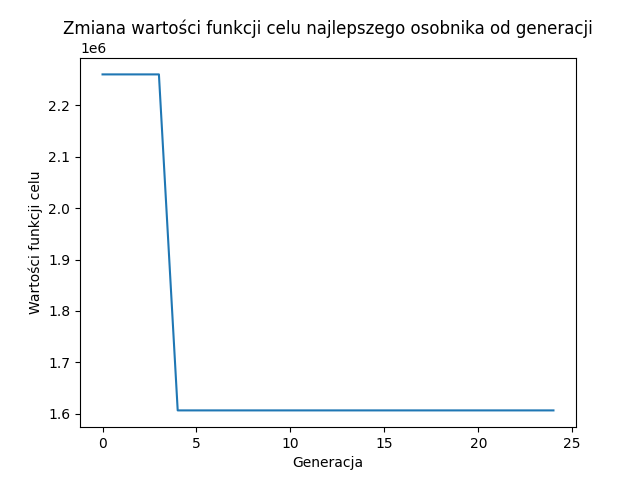 Zmiana wartości funkcji celu najlepszego osobnika od generacji
1e6
2.2
2.1
2.0
1.9
1.8
1.7
1.6
Wartości funkcji celu
0 5 10 15 20 25
Generacja